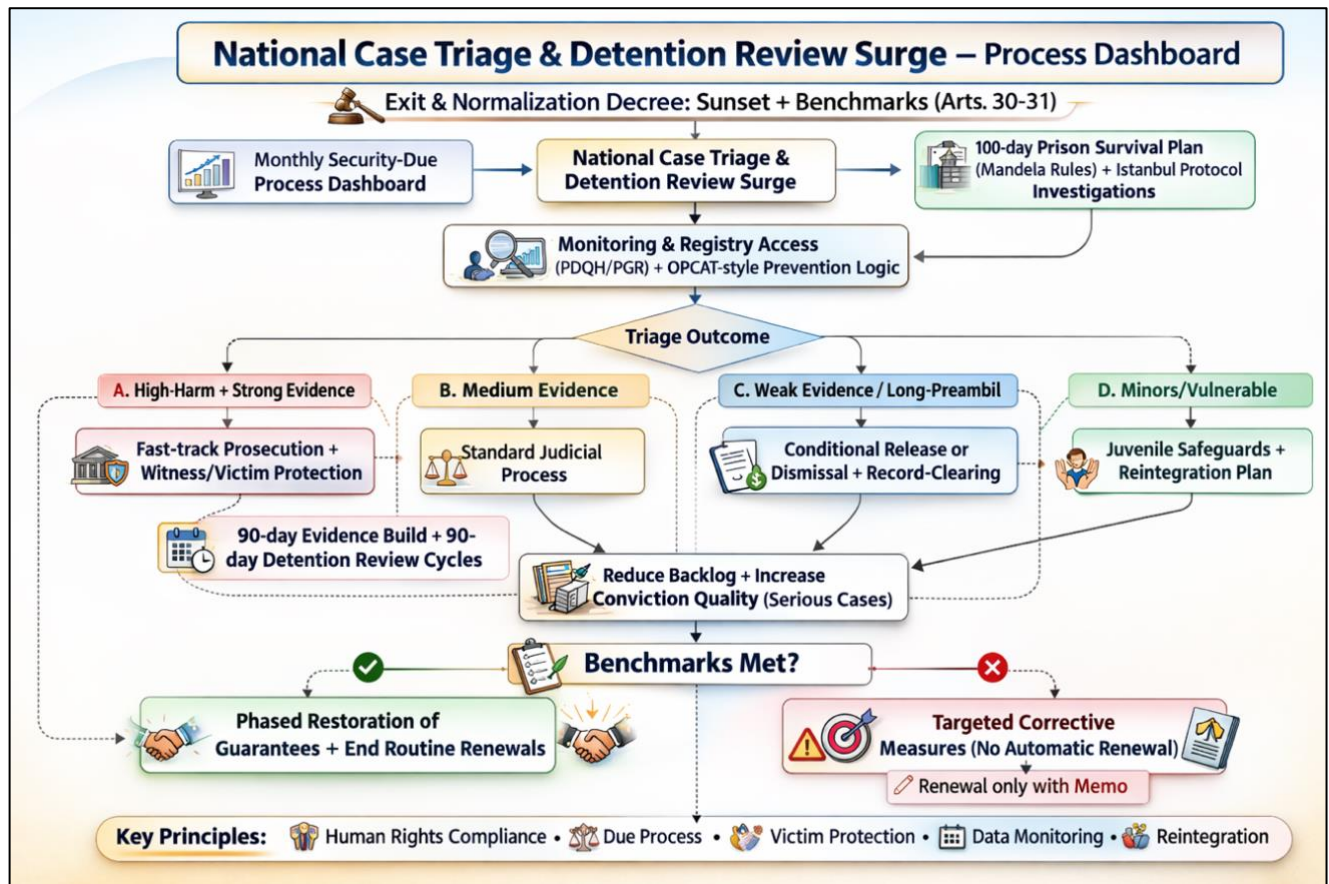 National Case Triage & Detention Review Surge – Process Dashboard
Exit & Normalization Decree: Sunset + Benchmarks (Arts. 30-31)
Monthly Security-Due
Process Dashboard
National Case Triage &
Detention Review Surge
100-day Prison Survival Plan
(Mandela Rules) + Istanbul Protocol
Investigations
Monitoring & Registry Access
(PDQH/PGR) + OPCAT-style Prevention Logic
Triage Outcome
A. High-Harm + Strong Evidence
B. Medium Evidence
C. Weak Evidence / Long-Preambil
D. Minors/Vulnerable
Fast-track Prosecution +
Witness/Victim Protection
Standard Judicial
Process
Conditional Release or
Dismissal + Record-Clearing
Juvenile Safeguards +
Reintegration Plan
90-day Evidence Build + 90-
day Detention Review Cycles
Reduce Backlog + Increase
Conviction Quality (Serious Cases)
Benchmarks Met?
Phased Restoration of
Guarantees + End Routine Renewals
Targeted Corrective
Measures (No Automatic Renewal)
Renewal only with Memo
Key Principles: Human Rights Compliance • Due Process • Victim Protection • Data Monitoring • Reintegration